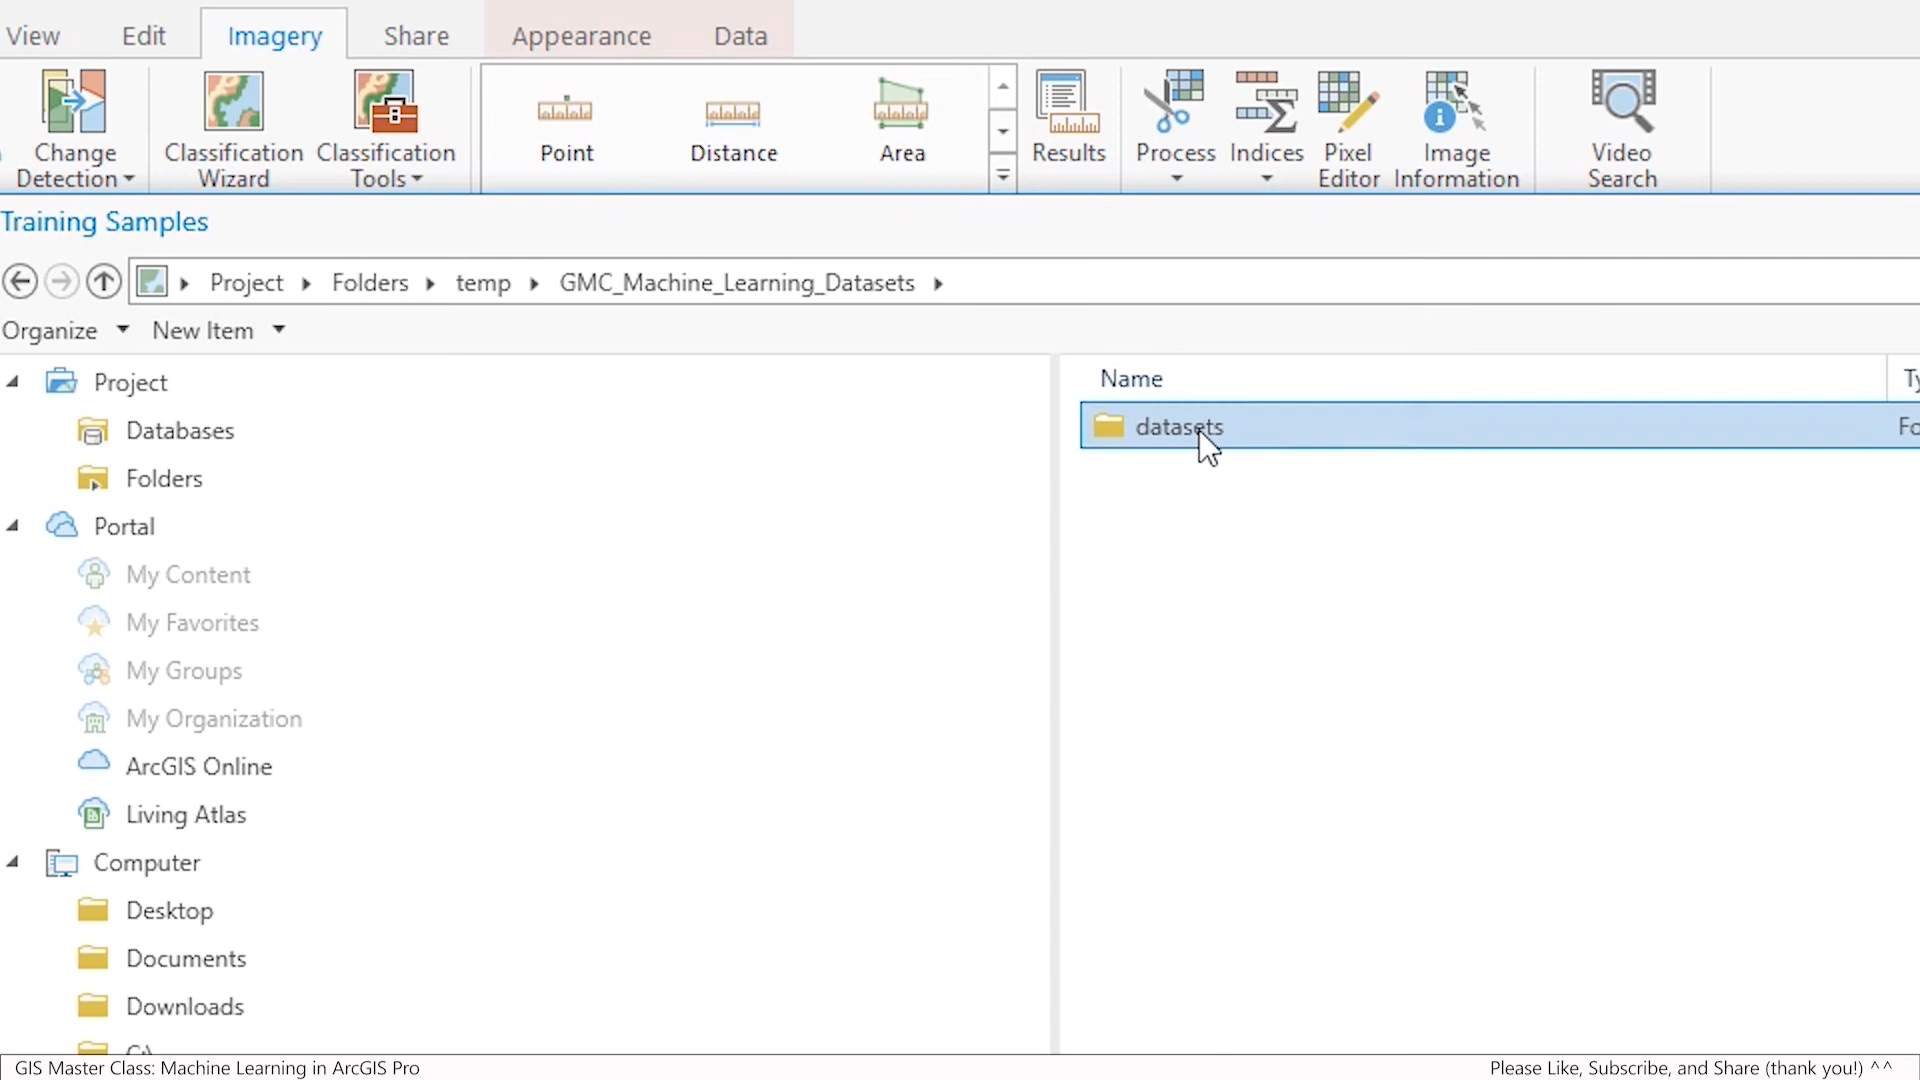 View Edit Imagery Share Appearance Data
Change Detection
Classification Wizard
Classification Tools
Point
Distance
Area
Results
Process
Indices
Pixel Editor
Image Information
Video Search
Training Samples
Project Folders temp GMC_Machine_Learning_Datasets
Organize New Item
Project
Databases
Folders
Portal
My Content
My Favorites
My Groups
My Organization
ArcGIS Online
Living Atlas
Computer
Desktop
Documents
Downloads
Name
datasets
GIS Master Class: Machine Learning in ArcGIS Pro
Please Like, Subscribe, and Share (thank you!) ^^